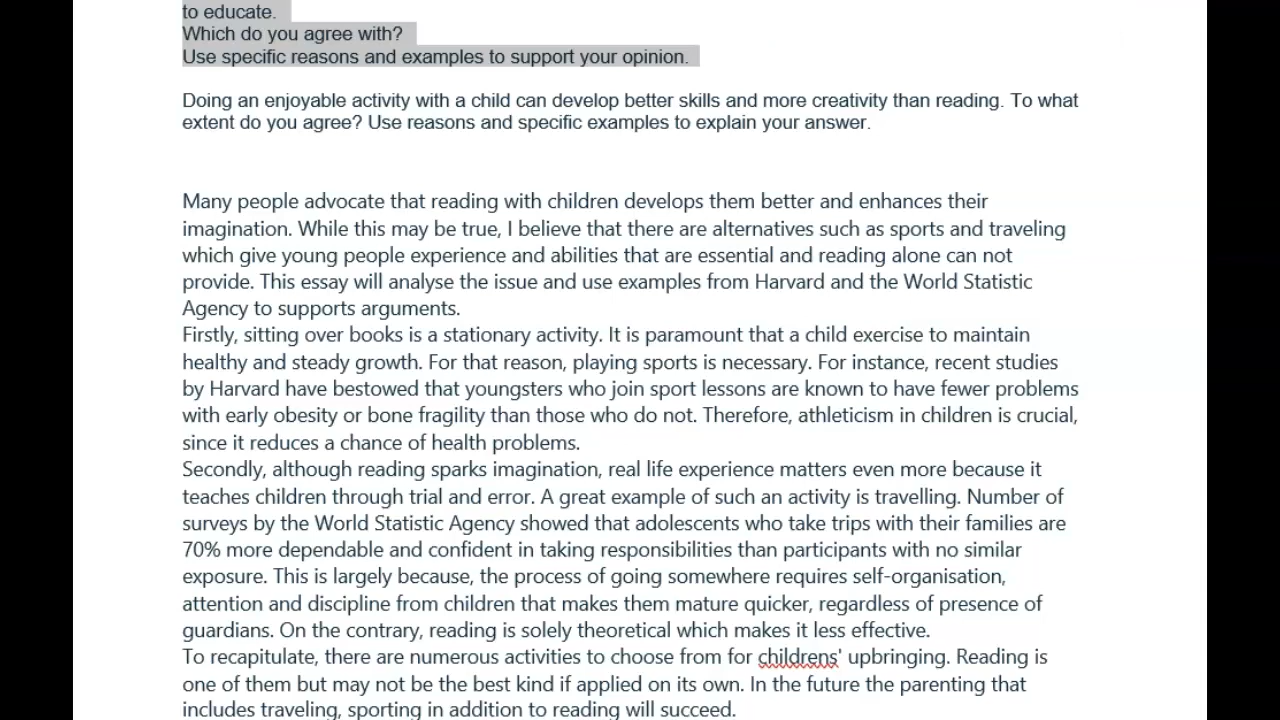 to educate.
Which do you agree with?
Use specific reasons and examples to support your opinion.
Doing an enjoyable activity with a child can develop better skills and more creativity than reading. To what
extent do you agree? Use reasons and specific examples to explain your answer.
Many people advocate that reading with children develops them better and enhances their
imagination. While this may be true, I believe that there are alternatives such as sports and traveling
which give young people experience and abilities that are essential and reading alone can not
provide. This essay will analyse the issue and use examples from Harvard and the World Statistic
Agency to supports arguments.
Firstly, sitting over books is a stationary activity. It is paramount that a child exercise to maintain
healthy and steady growth. For that reason, playing sports is necessary. For instance, recent studies
by Harvard have bestowed that youngsters who join sport lessons are known to have fewer problems
with early obesity or bone fragility than those who do not. Therefore, athleticism in children is crucial,
since it reduces a chance of health problems.
Secondly, although reading sparks imagination, real life experience matters even more because it
teaches children through trial and error. A great example of such an activity is travelling. Number of
surveys by the World Statistic Agency showed that adolescents who take trips with their families are
70% more dependable and confident in taking responsibilities than participants with no similar
exposure. This is largely because, the process of going somewhere requires self-organisation,
attention and discipline from children that makes them mature quicker, regardless of presence of
guardians. On the contrary, reading is solely theoretical which makes it less effective.
To recapitulate, there are numerous activities to choose from for childrens' upbringing. Reading is
one of them but may not be the best kind if applied on its own. In the future the parenting that
includes traveling, sporting in addition to reading will succeed.